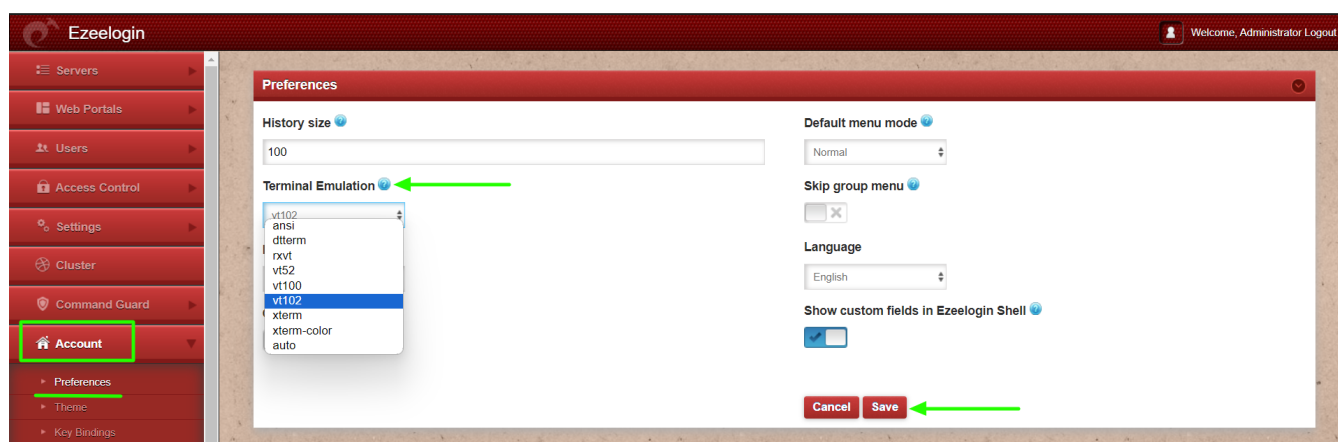 Ezeelogin
Welcome, Administrator Logout
Servers
Web Portals
Users
Access Control
Settings
Cluster
Command Guard
Account
Preferences
Theme
Key Bindings
Preferences
History size
100
Terminal Emulation
vt102
ansi
dtterm
rxvt
vt52
vt100
vt102
xterm
xterm-color
auto
Default menu mode
Normal
Skip group menu
Language
English
Show custom fields in Ezeelogin Shell
Cancel Save